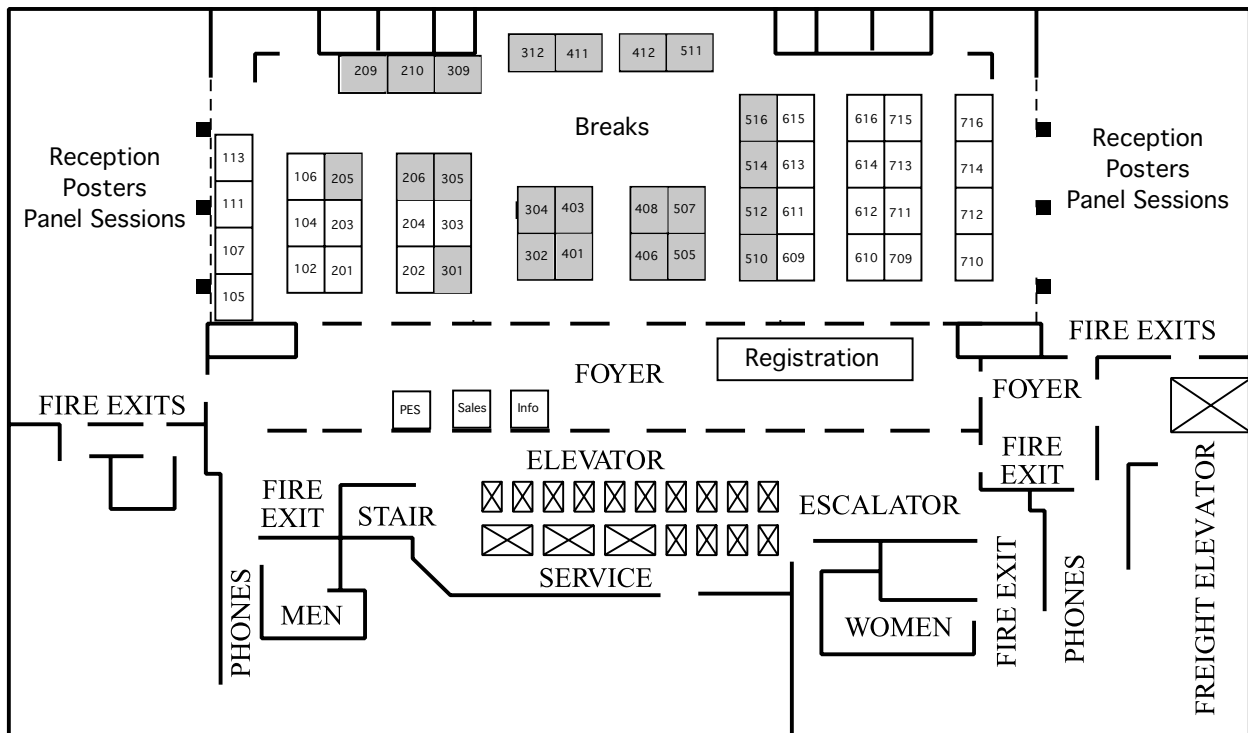 312 411 412 511
209 210 309
516 615 616 715 716
Breaks
Reception
Posters
Panel Sessions
Reception
Posters
Panel Sessions
113
106 205 206 305
514 613 614 713 714
111
104 203 204 303
304 403 408 507
512 611 612 711 712
107
102 201 202 301
302 401 406 505
510 609 610 709 710
105
FIRE EXITS
Registration
FOYER
FOYER
FIRE EXITS
PES Sales Info
FIRE
EXIT
ELEVATOR
FIRE
EXIT
STAIR
ESCALATOR
SERVICE
MEN
WOMEN
PHONES
FIRE EXIT
PHONES
FREIGHT ELEVATOR